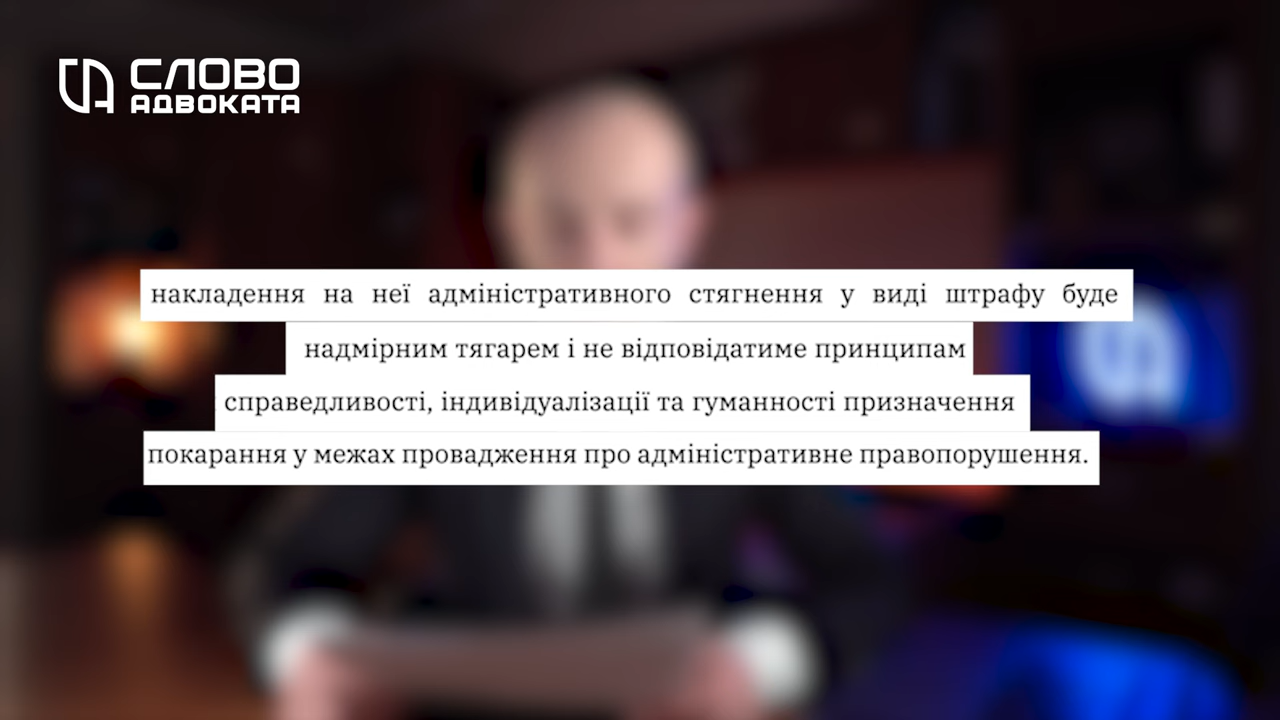 СЛОВО
АДВОКАТА
накладення на неї адміністративного стягнення у виді штрафу буде
надмірним тягарем і не відповідатиме принципам
справедливості, індивідуалізації та гуманності призначення
покарання у межах провадження про адміністративне правопорушення.